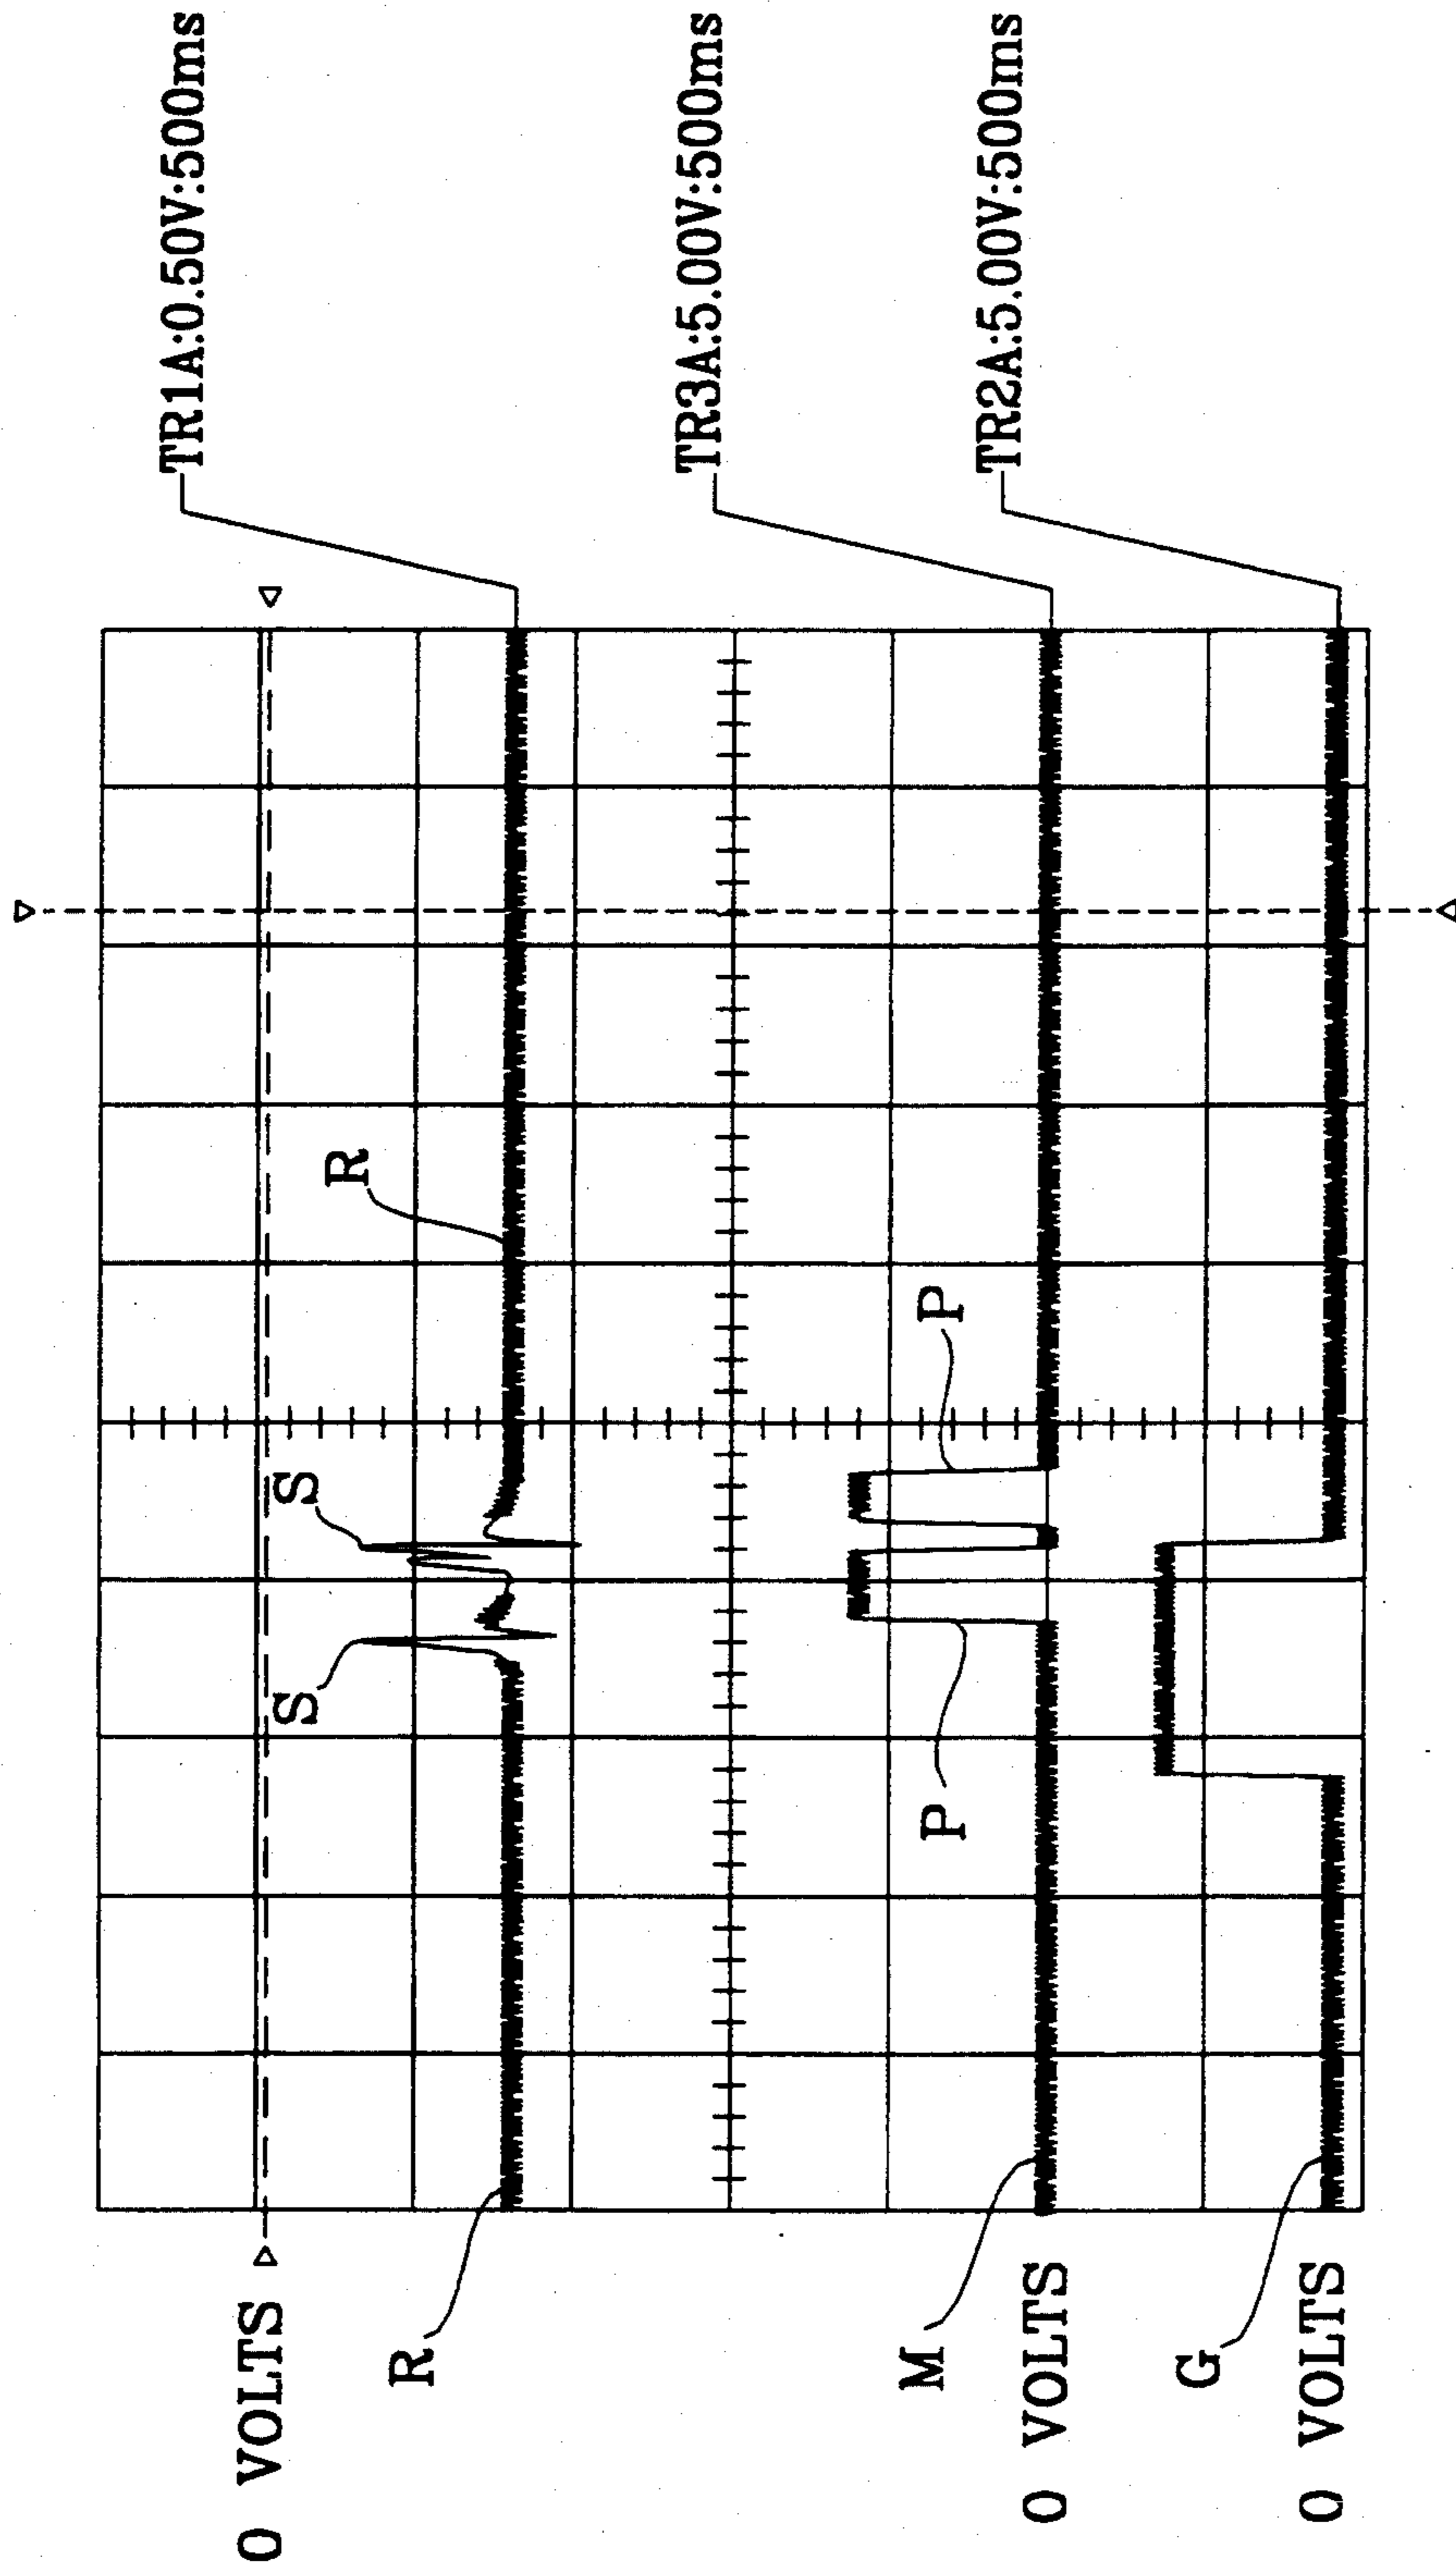 TR1A:0.50V:500ms
TR3A:5.00V:500ms
TR2A:5.00V:500ms
R
S
S
P
P
0 VOLTS
R
M
0 VOLTS
G
0 VOLTS